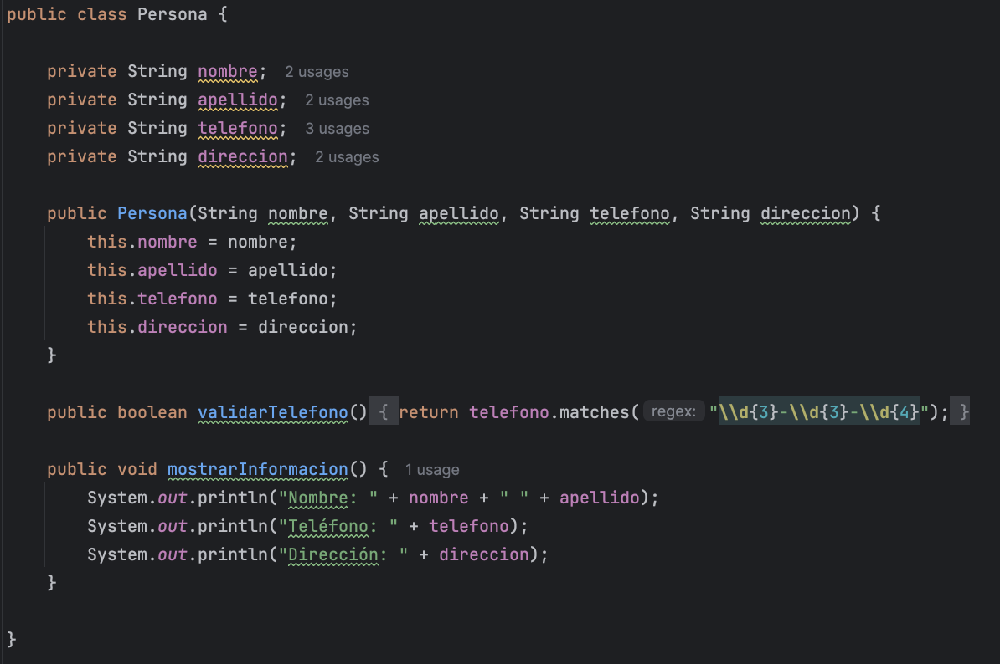 public class Persona {
private String nombre; 2 usages
private String apellido; 2 usages
private String telefono; 3 usages
private String direccion; 2 usages
public Persona(String nombre, String apellido, String telefono, String direccion) {
this.nombre = nombre;
this.apellido = apellido;
this.telefono = telefono;
this.direccion = direccion;
}
public boolean validarTelefono() { return telefono.matches( regex: "\\d{3}-\\d{3}-\\d{4}"); }
public void mostrarInformacion() { 1 usage
System.out.println("Nombre: " + nombre + " " + apellido);
System.out.println("Teléfono: " + telefono);
System.out.println("Dirección: " + direccion);
}
}